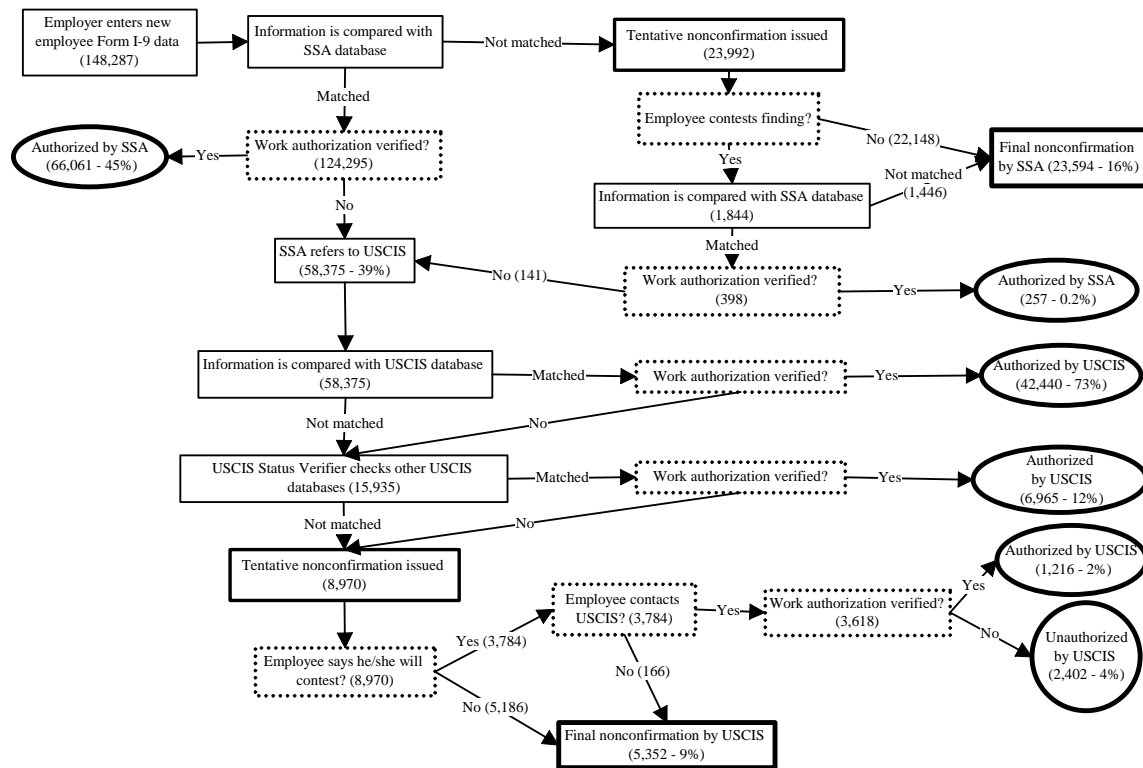 Employer enters new
employee Form I-9 data
(148,287)
Information is compared with
SSA database
Not matched
Tentative nonconfirmation issued
(23,992)
Matched
Employee contests finding?
No (22,148)
Authorized by SSA
(66,061 - 45%)
Yes
Work authorization verified?
(124,295)
Final nonconfirmation
by SSA (23,594 - 16%)
Yes
Not matched
(1,446)
No
Information is compared with SSA database
(1,844)
Matched
SSA refers to USCIS
(58,375 - 39%)
No (141)
Work authorization verified?
(398)
Yes
Authorized by SSA
(257 - 0.2%)
Information is compared with USCIS database
(58,375)
Matched
Work authorization verified?
Yes
Authorized by USCIS
(42,440 - 73%)
Not matched
No
USCIS Status Verifier checks other USCIS
databases (15,935)
Matched
Work authorization verified?
Yes
Authorized
by USCIS
(6,965 - 12%)
Not matched
No
Tentative nonconfirmation issued
(8,970)
Authorized by USCIS
(1,216 - 2%)
Employee contacts
USCIS? (3,784)
Yes
Work authorization verified?
(3,618)
Yes
No
Unauthorized
by USCIS
(2,402 - 4%)
Employee says he/she will
contest? (8,970)
Yes (3,784)
No (166)
No (5,186)
Final nonconfirmation by USCIS
(5,352 - 9%)